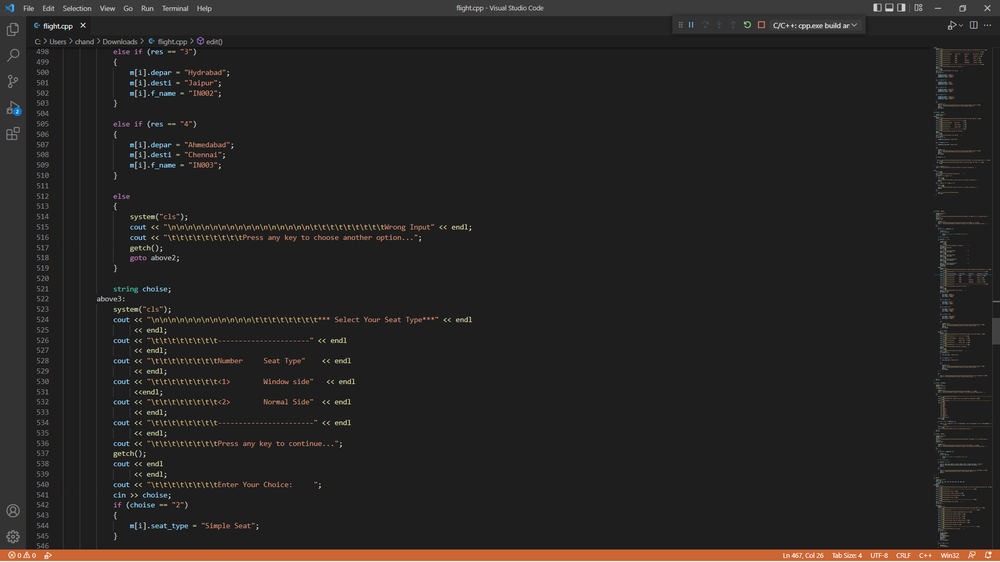 File Edit Selection View Go Run Terminal Help
flight.cpp - Visual Studio Code
flight.cpp
C/C++: cpp.exe build ar
C: > Users > chand > Downloads > flight.cpp > edit()
498 else if (res == "3")
499 {
500 m[i].depar = "Hydrabad";
501 m[i].desti = "Jaipur";
502 m[i].f_name = "IN002";
503 }
504
505 else if (res == "4")
506 {
507 m[i].depar = "Ahmedabad";
508 m[i].desti = "Chennai";
509 m[i].f_name = "IN003";
510 }
511
512 else
513 {
514 system("cls");
515 cout << "\n\n\n\n\n\n\n\n\n\n\n\n\n\n\n\n\n\t\t\t\t\t\t\t\t\tWrong Input" << endl;
516 cout << "\t\t\t\t\t\t\t\t\tPress any key to choose another option...";
517 getch();
518 goto above2;
519 }
520
521 string choise;
522 above3:
523 system("cls");
524 cout << "\n\n\n\n\n\n\n\n\n\n\n\n\t\t\t\t\t\t\t\t*** Select Your Seat Type***" << endl
525 << endl;
526 cout << "\t\t\t\t\t\t\t\t----------------------" << endl
527 << endl;
528 cout << "\t\t\t\t\t\t\t\tNumber     Seat Type"    << endl
529 << endl;
530 cout << "\t\t\t\t\t\t\t\t<1>        Window side"   << endl
531 <<endl;
532 cout << "\t\t\t\t\t\t\t\t<2>        Normal Side"  << endl
533 << endl;
534 cout << "\t\t\t\t\t\t\t\t-----------------------" << endl
535 << endl;
536 cout << "\t\t\t\t\t\t\t\tPress any key to continue...";
537 getch();
538 cout << endl
539 << endl;
540 cout << "\t\t\t\t\t\t\t\tEnter Your Choice:     ";
541 cin >> choise;
542 if (choise == "2")
543 {
544 m[i].seat_type = "Simple Seat";
545 }
546
2
0 0
Ln 467, Col 26 Tab Size: 4 UTF-8 CRLF C++ Win32